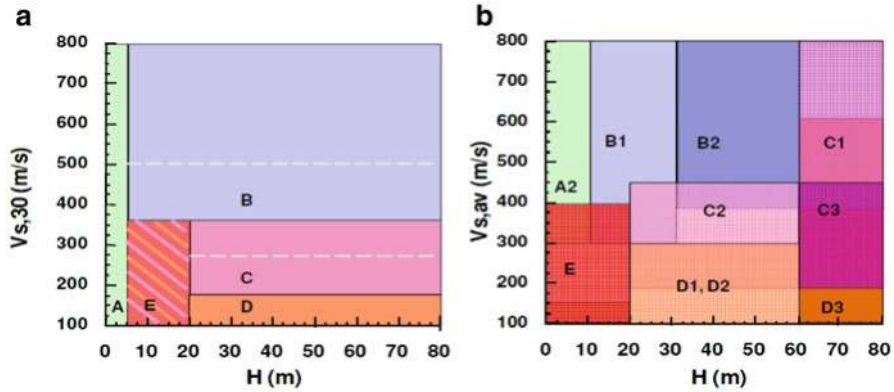 a
Vs,30 (m/s)
800
700
600
500
400
300
200
100
B
C
A
E
D
0 10 20 30 40 50 60 70 80
H (m)
b
Vs,av (m/s)
800
700
600
500
400
300
200
100
B1
B2
C1
A2
C2
C3
E
D1, D2
D3
0 10 20 30 40 50 60 70 80
H (m)